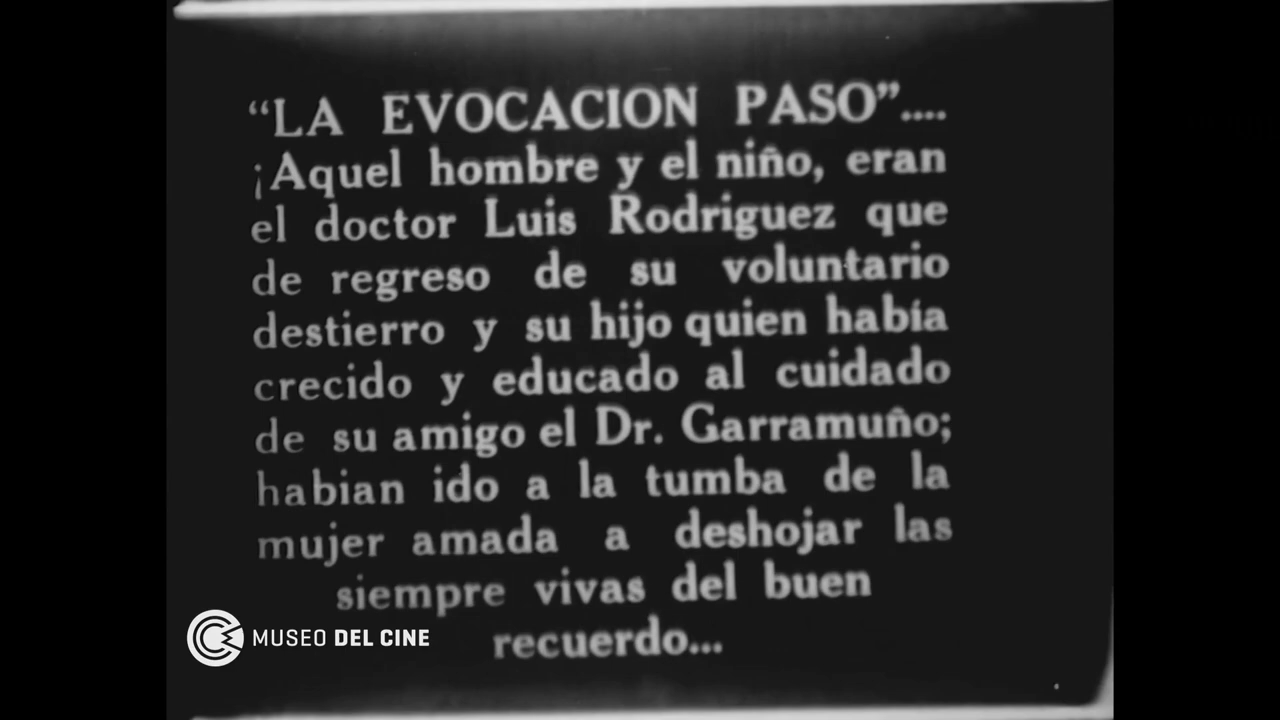 “LA EVOCACION PASO”....
¡Aquel hombre y el niño, eran
el doctor Luis Rodriguez que
de regreso de su voluntario
destierro y su hijo quien había
crecido y educado al cuidado
de su amigo el Dr. Garramuño;
habian ido a la tumba de la
mujer amada a deshojar las
siempre vivas del buen
recuerdo...
MUSEO DEL CINE